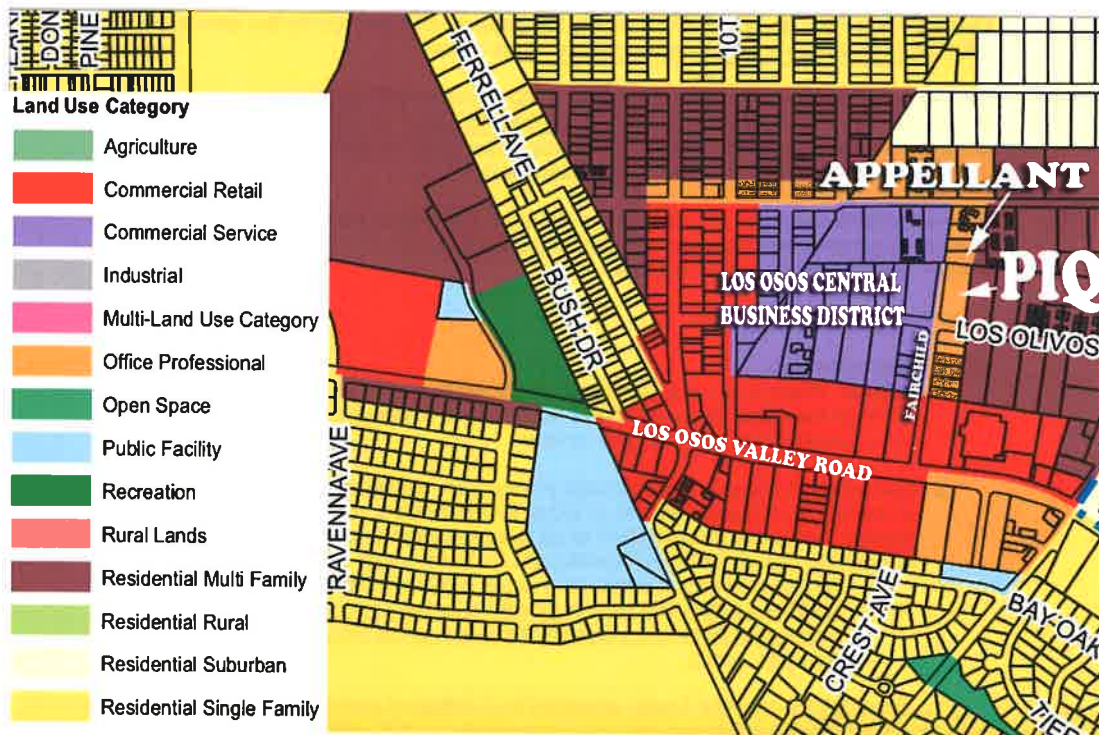 DON
PINE
FERRELL AVE
10T
Land Use Category
Agriculture
Commercial Retail
Commercial Service
Industrial
Multi-Land Use Category
Office Professional
Open Space
Public Facility
Recreation
Rural Lands
Residential Multi Family
Residential Rural
Residential Suburban
Residential Single Family
APPELLANT
PIQ
LOS OSOS CENTRAL
BUSINESS DISTRICT
BUSH DR
LOS OLIVOS
FAIRCHILD
LOS OSOS VALLEY ROAD
RAVENNA AVE
CREST AVE
BAY-OAK
TIER